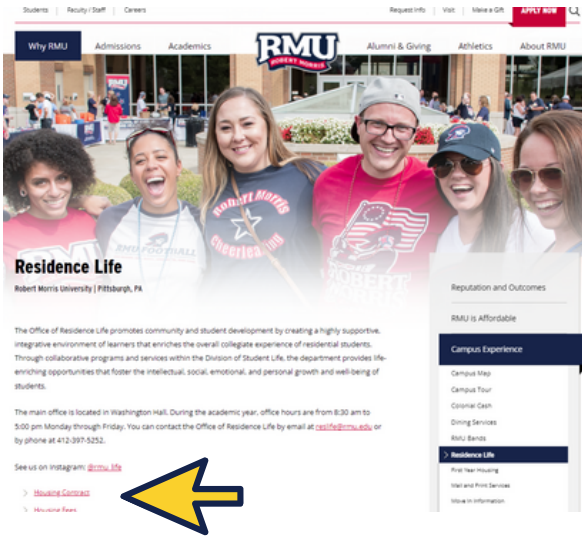 Students Faculty/Staff Careers Request Info Visit Make a Gift APPLY NOW
Why RMU Admissions Academics RMU Alumni & Giving Athletics About RMU
ROBERT MORRIS
RMU FOOTBALL
Robert Morris
Cheerleading
ROBERT
MORRIS
Residence Life
Robert Morris University | Pittsburgh, PA
The Office of Residence Life promotes community and student development by creating a highly supportive,
integrative environment of learners that enriches the overall collegiate experience of residential students.
Through collaborative programs and services within the Division of Student Life, the department provides life-
enriching opportunities that foster the intellectual, social, emotional, and personal growth and well-being of
students.
The main office is located in Washington Hall. During the academic year, office hours are from 8:30 am to
5:00 pm Monday through Friday. You can contact the Office of Residence Life by email at reslife@rmu.edu or
by phone at 412-397-5252.
See us on Instagram: @rmu_life
> Housing Contract
> Housing Fees
Reputation and Outcomes
RMU is Affordable
Campus Experience
Campus Map
Campus Tour
Colonial Cash
Dining Services
RMU Bands
> Residence Life
First Year Housing
Mail and Print Services
Move In Information